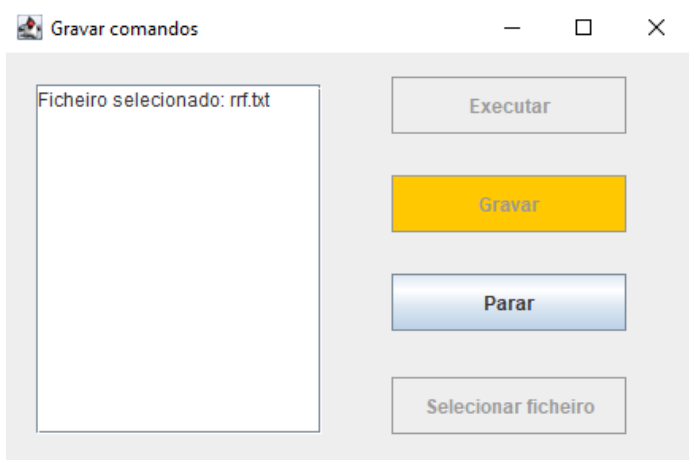 Gravar comandos
Ficheiro selecionado: rrf.txt
Executar
Gravar
Parar
Selecionar ficheiro